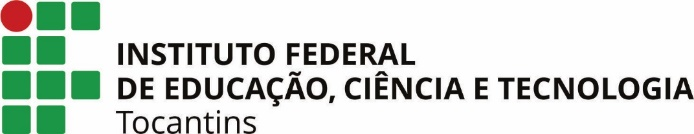 INSTITUTO FEDERAL
DE EDUCAÇÃO, CIÊNCIA E TECNOLOGIA
Tocantins